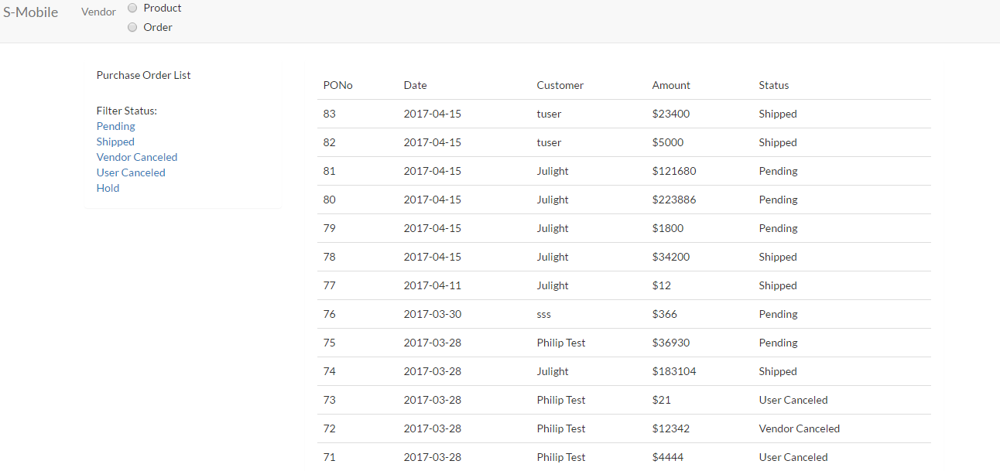 S-Mobile Vendor Product
Order
Purchase Order List
Filter Status:
Pending
Shipped
Vendor Canceled
User Canceled
Hold
PONo Date Customer Amount Status
83 2017-04-15 tuser $23400 Shipped
82 2017-04-15 tuser $5000 Shipped
81 2017-04-15 Julight $121680 Pending
80 2017-04-15 Julight $223886 Pending
79 2017-04-15 Julight $1800 Pending
78 2017-04-15 Julight $34200 Shipped
77 2017-04-11 Julight $12 Shipped
76 2017-03-30 sss $366 Pending
75 2017-03-28 Philip Test $36930 Pending
74 2017-03-28 Julight $183104 Shipped
73 2017-03-28 Philip Test $21 User Canceled
72 2017-03-28 Philip Test $12342 Vendor Canceled
71 2017-03-28 Philip Test $4444 User Canceled